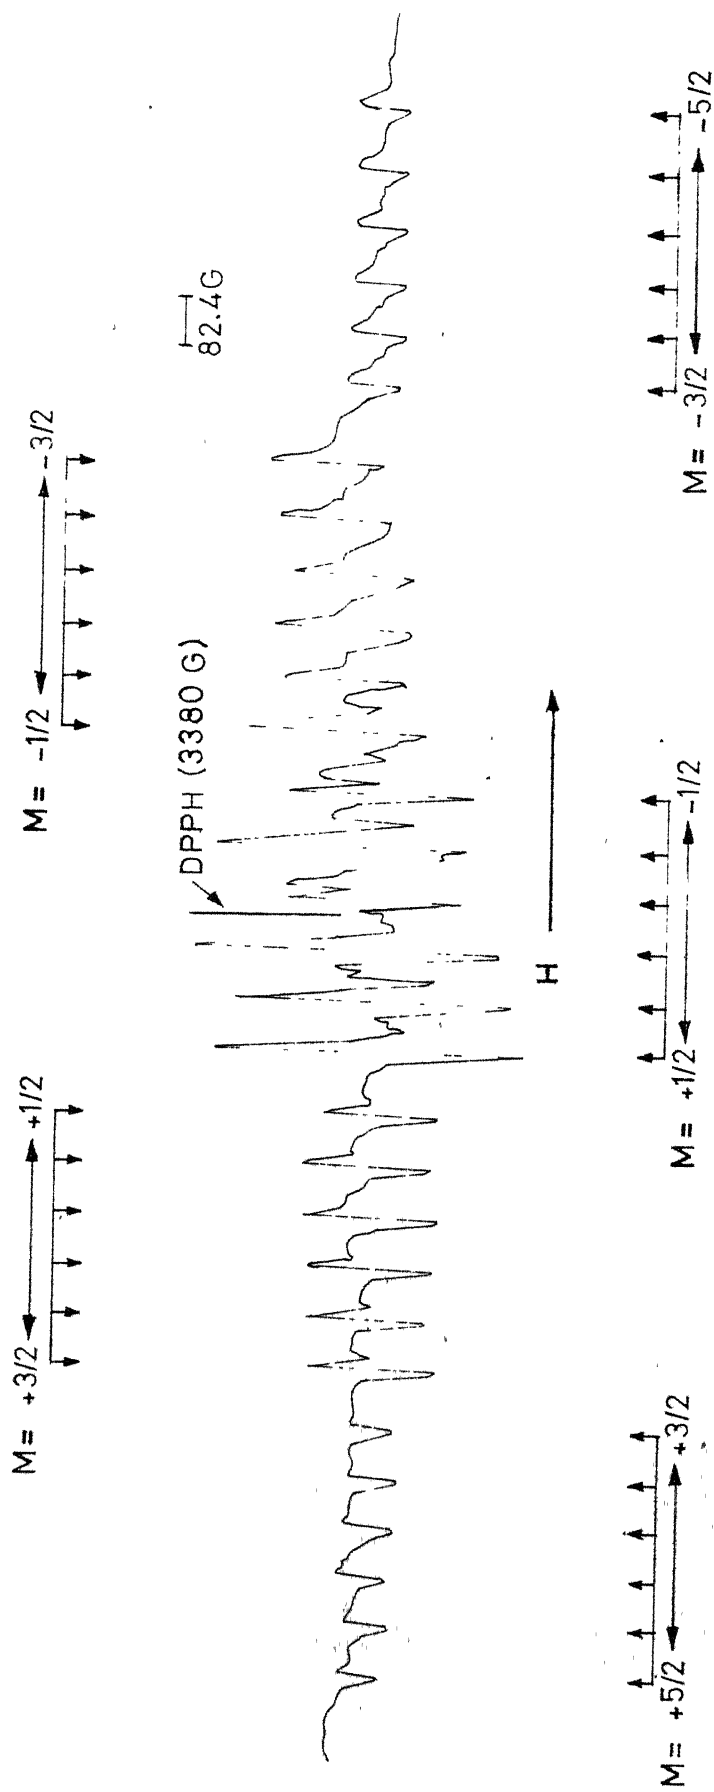 M = +3/2 ↔ +1/2
M = -1/2 ↔ -3/2
DPPH (3380 G)
82.4G
H
M = +5/2 ↔ +3/2
M = +1/2 ↔ -1/2
M = -3/2 ↔ -5/2